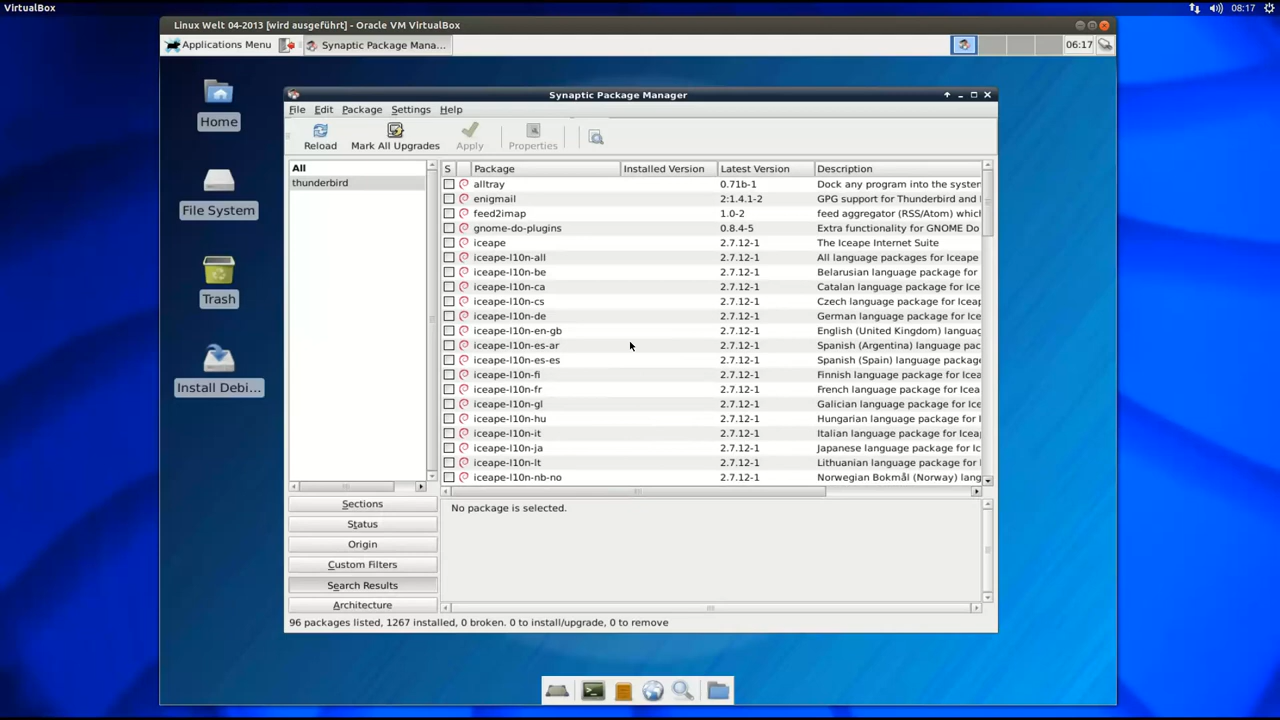 VirtualBox 08:17
Linux Welt 04-2013 [wird ausgeführt] - Oracle VM VirtualBox
Applications Menu Synaptic Package Mana... 06:17
Home
File System
Trash
Install Debi...
Synaptic Package Manager
File Edit Package Settings Help
Reload Mark All Upgrades Apply Properties
All
thunderbird
S Package Installed Version Latest Version Description
alltray 0.71b-1 Dock any program into the system
enigmail 2:1.4.1-2 GPG support for Thunderbird and
feed2imap 1.0-2 feed aggregator (RSS/Atom) which
gnome-do-plugins 0.8.4-5 Extra functionality for GNOME Do
iceape 2.7.12-1 The Iceape Internet Suite
iceape-l10n-all 2.7.12-1 All language packages for Iceape
iceape-l10n-be 2.7.12-1 Belarusian language package for
iceape-l10n-ca 2.7.12-1 Catalan language package for Ice
iceape-l10n-cs 2.7.12-1 Czech language package for Iceap
iceape-l10n-de 2.7.12-1 German language package for Ice
iceape-l10n-en-gb 2.7.12-1 English (United Kingdom) languag
iceape-l10n-es-ar 2.7.12-1 Spanish (Argentina) language pac
iceape-l10n-es-es 2.7.12-1 Spanish (Spain) language packag
iceape-l10n-fi 2.7.12-1 Finnish language package for Icea
iceape-l10n-fr 2.7.12-1 French language package for Icea
iceape-l10n-gl 2.7.12-1 Galician language package for Ice
iceape-l10n-hu 2.7.12-1 Hungarian language package for
iceape-l10n-it 2.7.12-1 Italian language package for Icea
iceape-l10n-ja 2.7.12-1 Japanese language package for Ic
iceape-l10n-lt 2.7.12-1 Lithuanian language package for
iceape-l10n-nb-no 2.7.12-1 Norwegian Bokmål (Norway) lang
Sections
Status
Origin
Custom Filters
Search Results
Architecture
No package is selected.
96 packages listed, 1267 installed, 0 broken. 0 to install/upgrade, 0 to remove